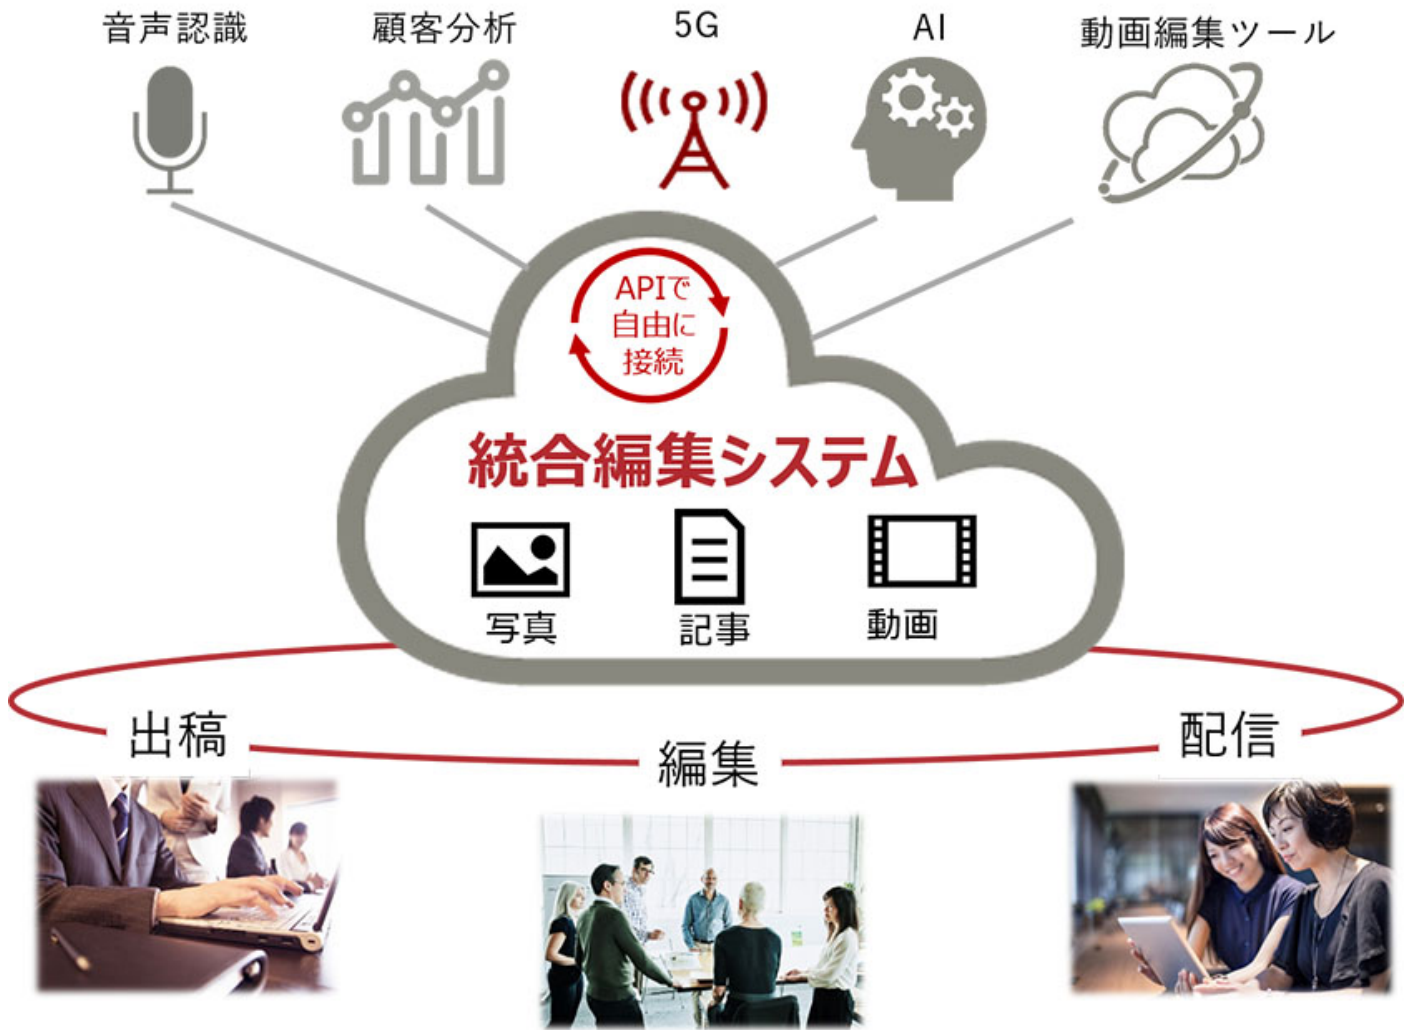 音声認識
顧客分析
5G
AI
動画編集ツール
APIで
自由に
接続
統合編集システム
写真
記事
動画
出稿
編集
配信